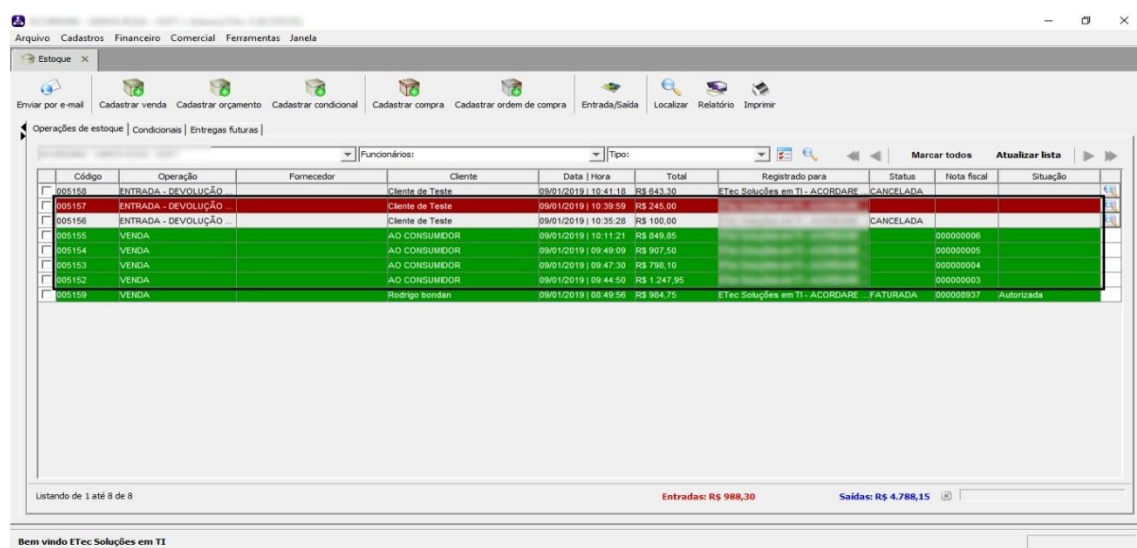 Arquivo Cadastros Financeiro Comercial Ferramentas Janela
Estoque
Enviar por e-mail Cadastrar venda Cadastrar orçamento Cadastrar condicional Cadastrar compra Cadastrar ordem de compra Entrada/Saída Localizar Relatório Imprimir
Operações de estoque Condicionais Entregas futuras
Funcionários: Tipo: Marcar todos Atualizar lista
Código Operação Fornecedor Cliente Data | Hora Total Registrado para Status Nota fiscal Situação
005158 ENTRADA - DEVOLUÇÃO ... Cliente de Teste 09/01/2019 | 10:41:18 R$ 643,30 ETec Soluções em TI - ACORDARE ... CANCELADA
005157 ENTRADA - DEVOLUÇÃO ... Cliente de Teste 09/01/2019 | 10:39:59 R$ 245,00
005156 ENTRADA - DEVOLUÇÃO ... Cliente de Teste 09/01/2019 | 10:35:28 R$ 100,00 CANCELADA
005155 VENDA AO CONSUMIDOR 09/01/2019 | 10:11:21 R$ 849,85 000000006
005154 VENDA AO CONSUMIDOR 09/01/2019 | 09:49:09 R$ 907,50 000000005
005153 VENDA AO CONSUMIDOR 09/01/2019 | 09:47:30 R$ 798,10 000000004
005152 VENDA AO CONSUMIDOR 09/01/2019 | 09:44:50 R$ 1.247,95 000000003
005159 VENDA Rodrigo bondan 09/01/2019 | 08:49:56 R$ 984,75 ETec Soluções em TI - ACORDARE ... FATURADA 000008937 Autorizada
Listando de 1 até 8 de 8 Entradas: R$ 988,30 Saídas: R$ 4.788,15
Bem vindo ETec Soluções em TI